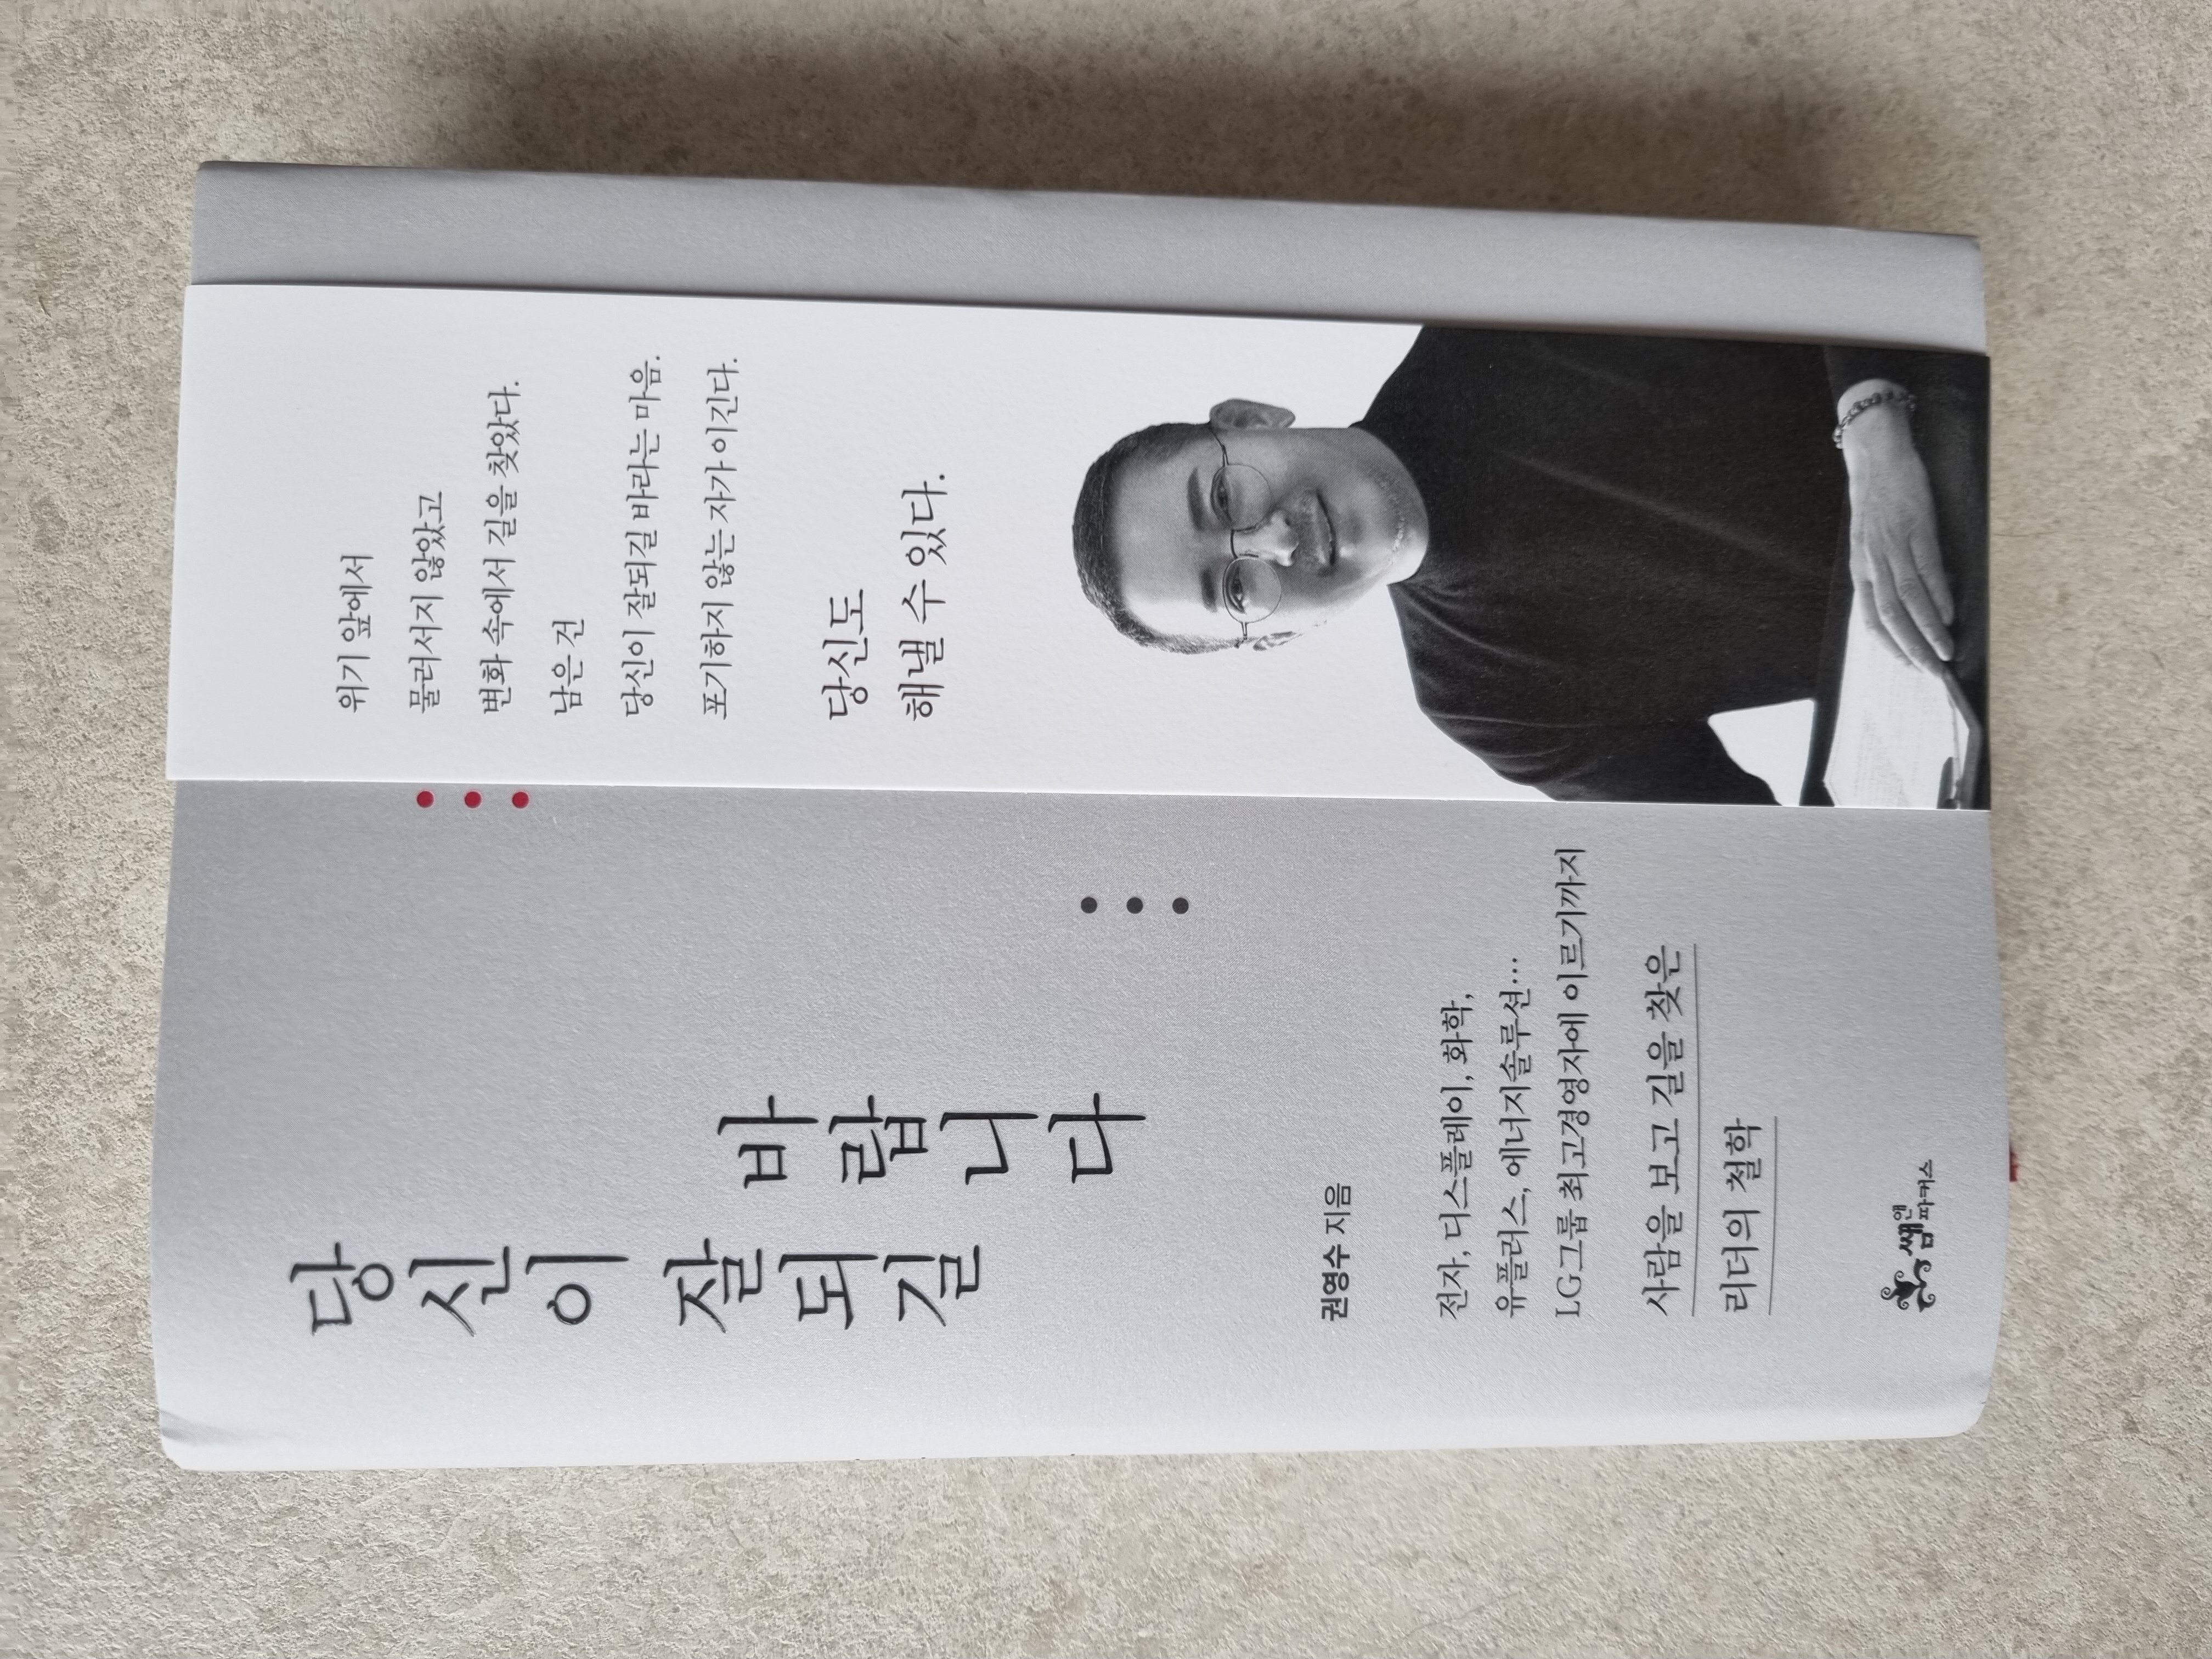 당신이 잘되길
바랍니다
위기 앞에서
물러서지 않았고
변화 속에서 길을 찾았다.
남은 건
당신이 잘되길 바라는 마음.
포기하지 않는 자가 이긴다.
당신도
해낼 수 있다.
권영수 지음
전자, 디스플레이, 화학,
유플러스, 에너지솔루션…
LG그룹 최고경영자에 이르기까지
사람을 보고 길을 찾은
리더의 철학
쌤앤파커스